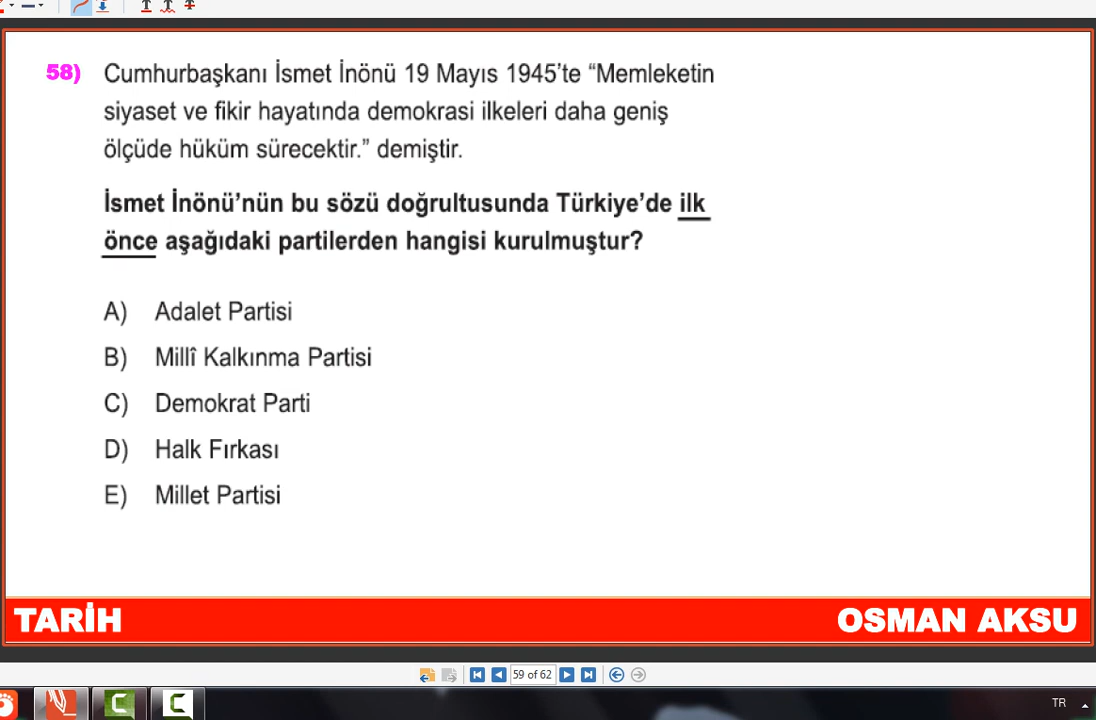 58) Cumhurbaşkanı İsmet İnönü 19 Mayıs 1945’te “Memleketin
siyaset ve fikir hayatında demokrasi ilkeleri daha geniş
ölçüde hüküm sürecektir.” demiştir.
İsmet İnönü’nün bu sözü doğrultusunda Türkiye’de ilk
önce aşağıdaki partilerden hangisi kurulmuştur?
A) Adalet Partisi
B) Millî Kalkınma Partisi
C) Demokrat Parti
D) Halk Fırkası
E) Millet Partisi
TARİH
OSMAN AKSU
59 of 62
TR